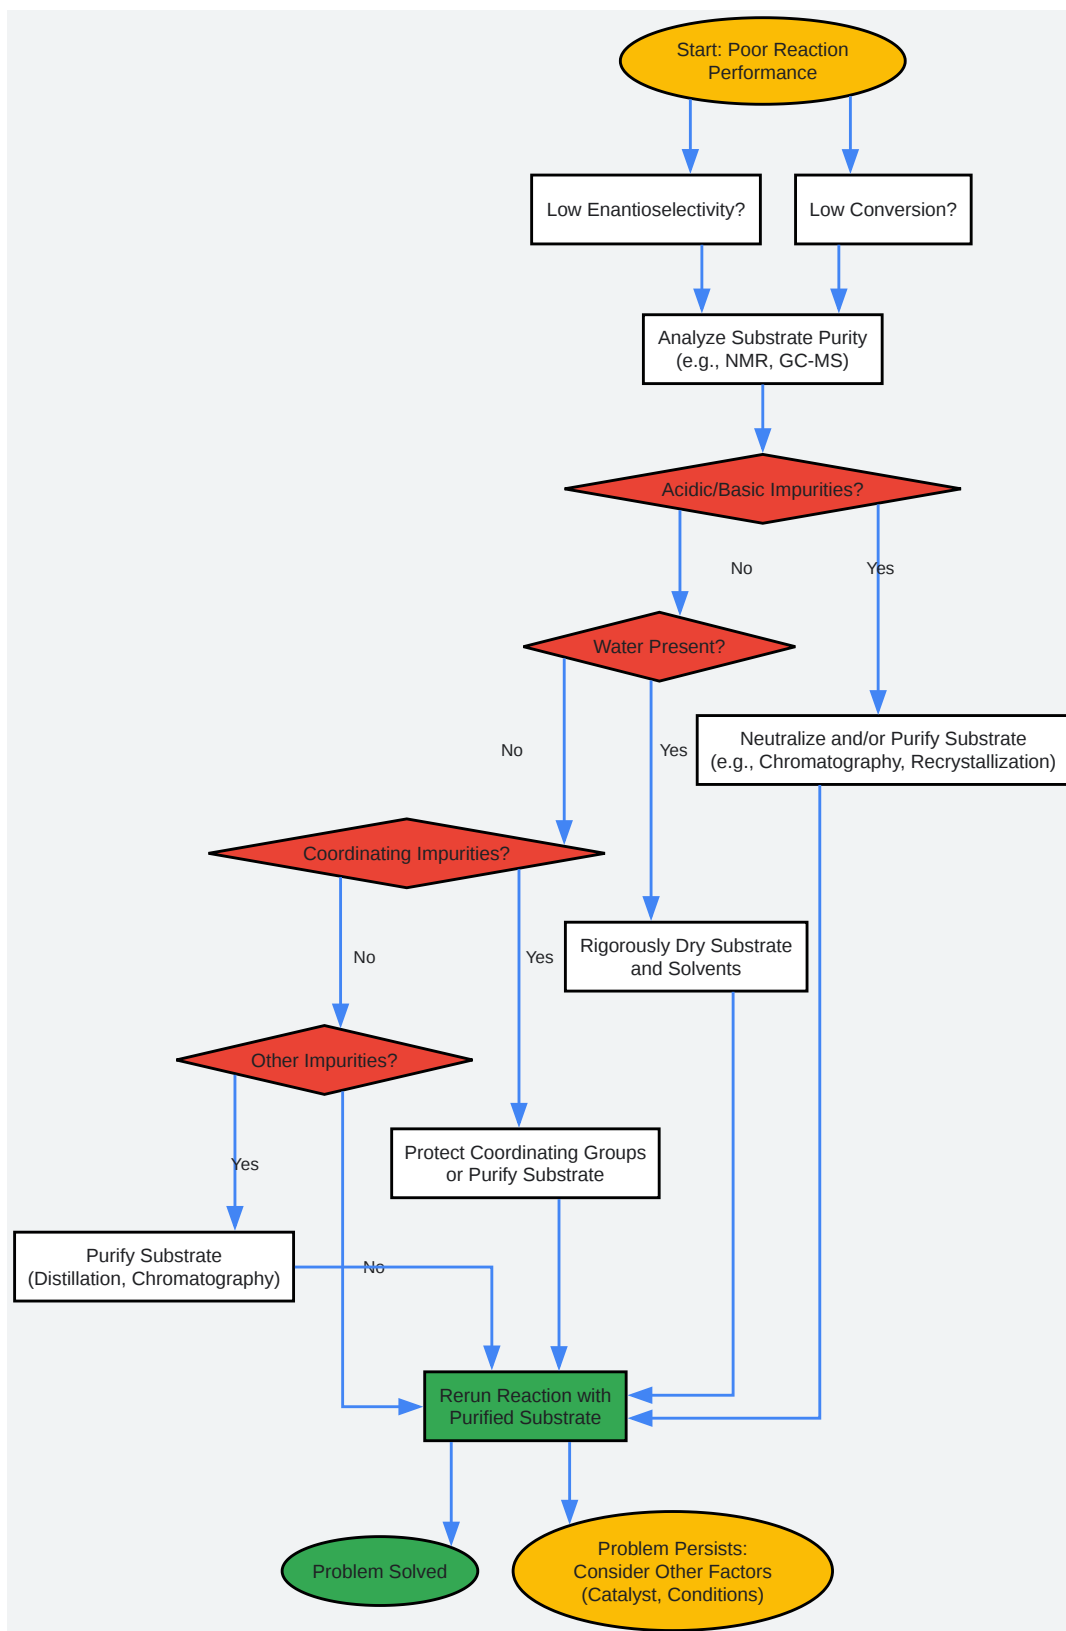 Start: Poor Reaction
Performance
Low Enantioselectivity?
Low Conversion?
Analyze Substrate Purity
(e.g., NMR, GC-MS)
Acidic/Basic Impurities?
No
Yes
Water Present?
No
Yes
Neutralize and/or Purify Substrate
(e.g., Chromatography, Recrystallization)
Coordinating Impurities?
No
Yes
Rigorously Dry Substrate
and Solvents
Other Impurities?
Yes
Protect Coordinating Groups
or Purify Substrate
Purify Substrate
(Distillation, Chromatography)
No
Rerun Reaction with
Purified Substrate
Problem Solved
Problem Persists:
Consider Other Factors
(Catalyst, Conditions)